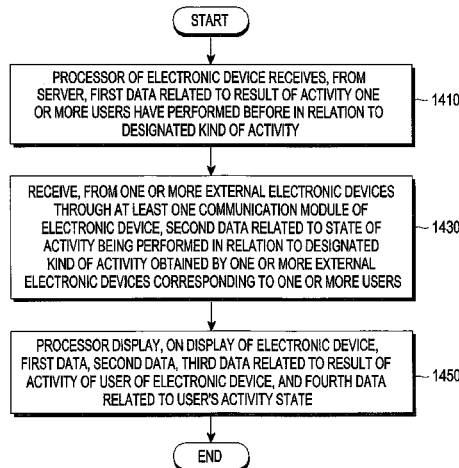 START
PROCESSOR OF ELECTRONIC DEVICE RECEIVES, FROM
SERVER, FIRST DATA RELATED TO RESULT OF ACTIVITY ONE
OR MORE USERS HAVE PERFORMED BEFORE IN RELATION TO
DESIGNATED KIND OF ACTIVITY
1410
RECEIVE, FROM ONE OR MORE EXTERNAL ELECTRONIC DEVICES
THROUGH AT LEAST ONE COMMUNICATION MODULE OF
ELECTRONIC DEVICE, SECOND DATA RELATED TO STATE OF
ACTIVITY BEING PERFORMED IN RELATION TO DESIGNATED
KIND OF ACTIVITY OBTAINED BY ONE OR MORE EXTERNAL
ELECTRONIC DEVICES CORRESPONDING TO ONE OR MORE USERS
1430
PROCESSOR DISPLAY, ON DISPLAY OF ELECTRONIC DEVICE,
FIRST DATA, SECOND DATA, THIRD DATA RELATED TO RESULT OF
ACTIVITY OF USER OF ELECTRONIC DEVICE, AND FOURTH DATA
RELATED TO USER'S ACTIVITY STATE
1450
END